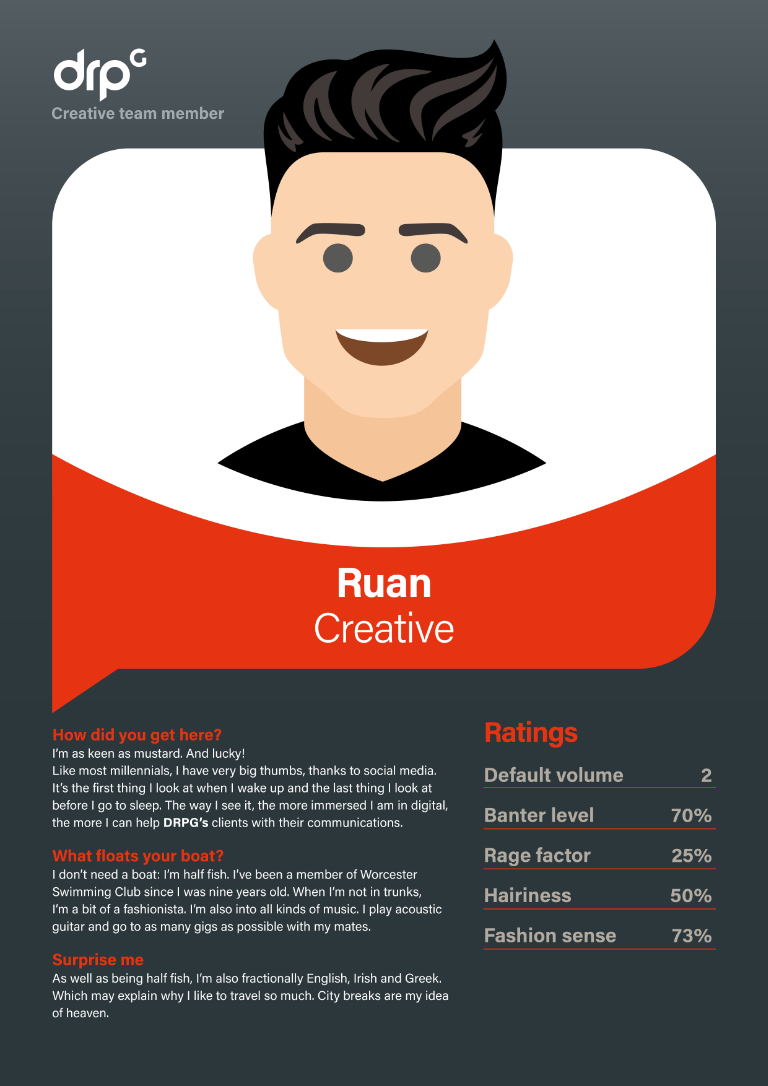 drpG
Creative team member
Ruan
Creative
How did you get here?
I'm as keen as mustard. And lucky!
Like most millennials, I have very big thumbs, thanks to social media.
It's the first thing I look at when I wake up and the last thing I look at
before I go to sleep. The way I see it, the more immersed I am in digital,
the more I can help DRPG's clients with their communications.
What floats your boat?
I don't need a boat: I'm half fish. I've been a member of Worcester
Swimming Club since I was nine years old. When I'm not in trunks,
I'm a bit of a fashionista. I'm also into all kinds of music. I play acoustic
guitar and go to as many gigs as possible with my mates.
Surprise me
As well as being half fish, I'm also fractionally English, Irish and Greek.
Which may explain why I like to travel so much. City breaks are my idea
of heaven.
Ratings
Default volume 2
Banter level 70%
Rage factor 25%
Hairiness 50%
Fashion sense 73%